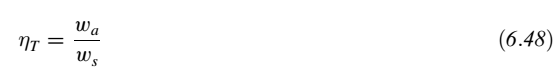 η_T = w_a / w_s (6.48)